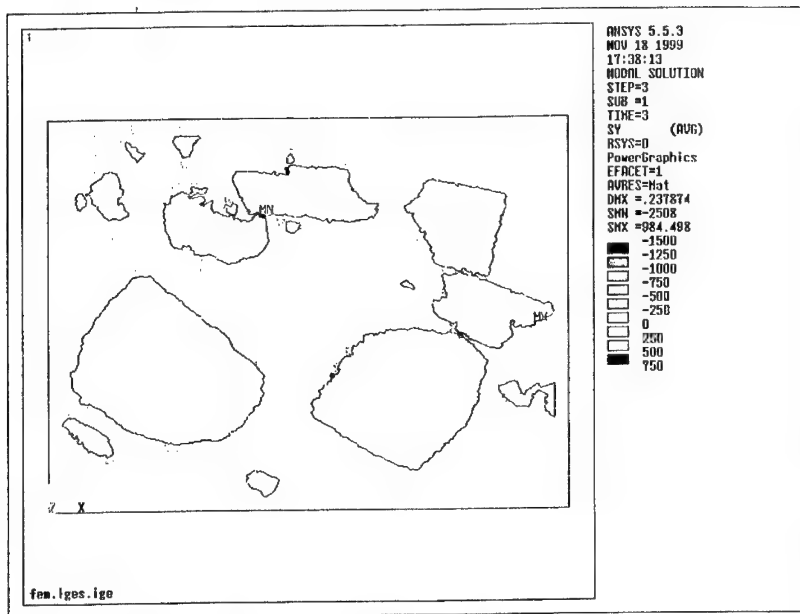 1
ANSYS 5.5.3
NOV 18 1999
17:38:13
NODAL SOLUTION
STEP=3
SUB =1
TIME=3
SY (AVG)
RSYS=0
PowerGraphics
EFACET=1
AVRES=Mat
DMX =.237874
SMN =-2508
SMX =984.498
-1500
-1250
-1000
-750
-500
-250
0
250
500
750
MN
MX
Z X
fem.iges.ige